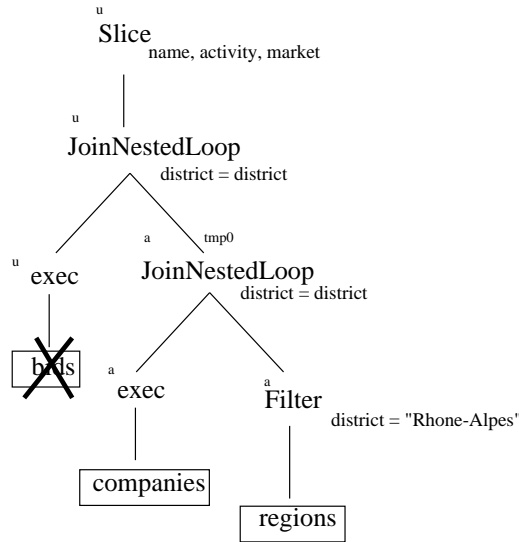 u
Slice
name, activity, market
u
JoinNestedLoop
district = district
u
exec
a
tmp0
JoinNestedLoop
district = district
bids
a
exec
a
Filter
district = "Rhone-Alpes"
companies
regions